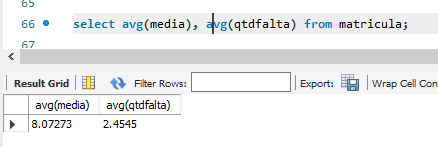 65
66 select avg(media), avg(qtdfalta) from matricula;
67
Result Grid Filter Rows: Export: Wrap Cell Con
avg(media) avg(qtdfalta)
8.07273 2.4545